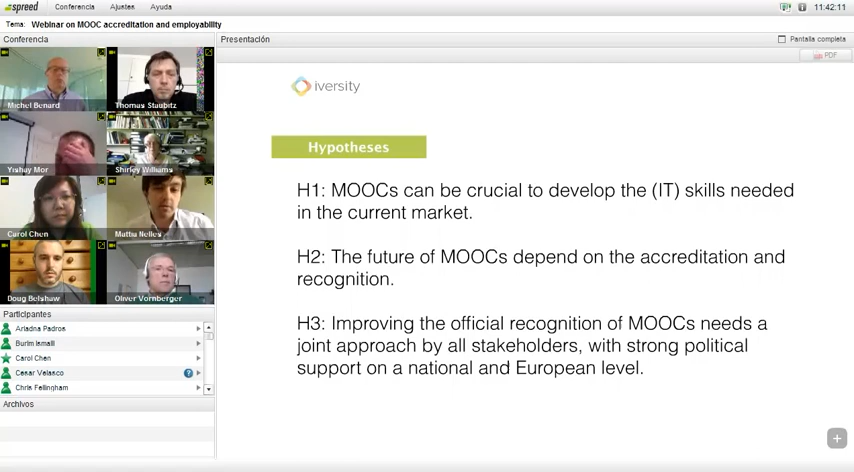 spreed
Conferencia Ajustes Ayuda
11:42:11
Tema: Webinar on MOOC accreditation and employability
Conferencia
Presentación
Pantalla completa
PDF
Michel Benard
Thomas Staubitz
Yishay Mor
Shirley Williams
Carol Chen
Mattu Nelles
Doug Belshaw
Oliver Vornberger
iversity
Hypotheses
H1: MOOCs can be crucial to develop the (IT) skills needed
in the current market.
H2: The future of MOOCs depend on the accreditation and
recognition.
H3: Improving the official recognition of MOOCs needs a
joint approach by all stakeholders, with strong political
support on a national and European level.
Participantes
Ariadna Padros
Burim Ismaili
Carol Chen
Cesar Velasco
Chris Fellingham
Archivos